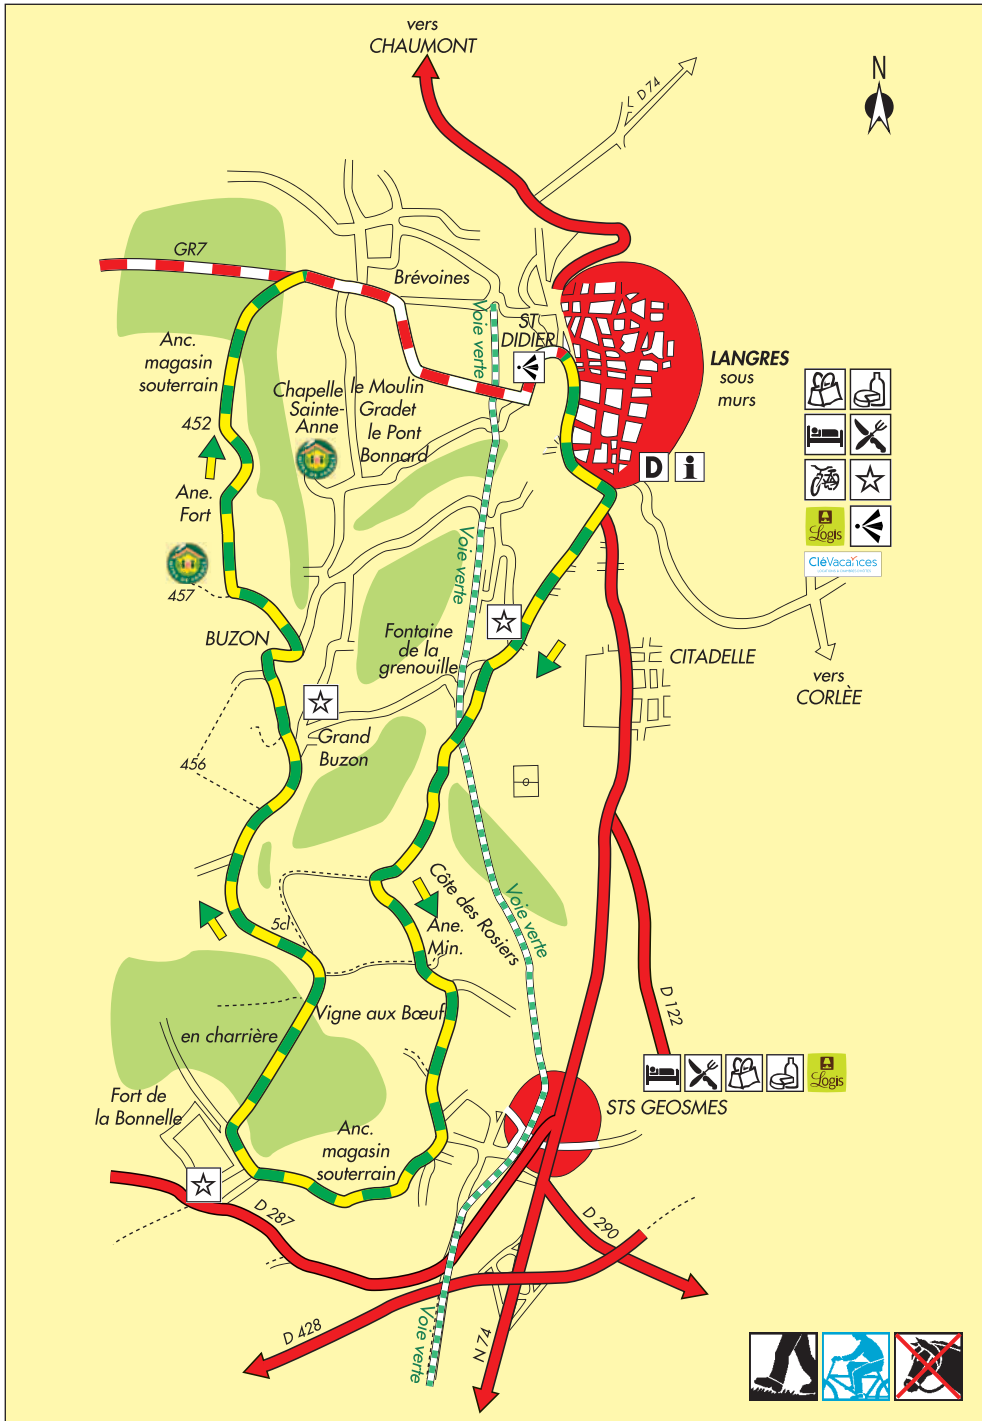 vers
CHAUMONT
N
D 74
GR7
Brévoines
Voie verte
ST
DIDIER
Anc.
magasin
souterrain
LANGRES
sous
murs
Chapelle
Sainte-
Anne
le Moulin
Gradet
le Pont
Bonnard
452
D
i
Ane.
Fort
Logis
CléVacances
Voie verte
457
BUZON
Fontaine
de la
grenouille
CITADELLE
vers
CORLÈE
Grand
Buzon
456
Côte des Rosiers
Voie verte
5cl
Ane.
Min.
Vigne aux Bœuf
D 122
en charrière
Logis
Fort de
la Bonnelle
STS GEOSMES
Anc.
magasin
souterrain
D 287
D 290
D 428
Voie verte
N 74